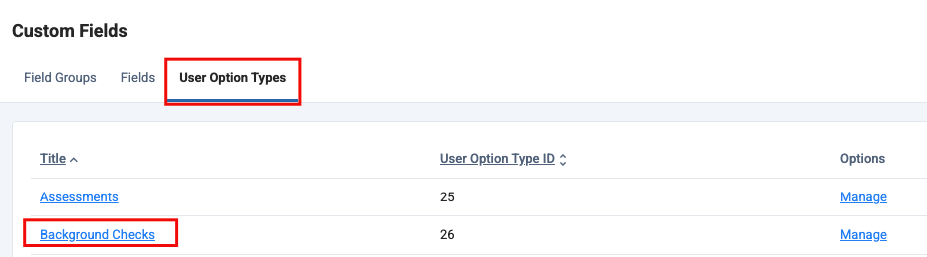 Custom Fields
Field Groups Fields User Option Types
Title User Option Type ID Options
Assessments 25 Manage
Background Checks 26 Manage